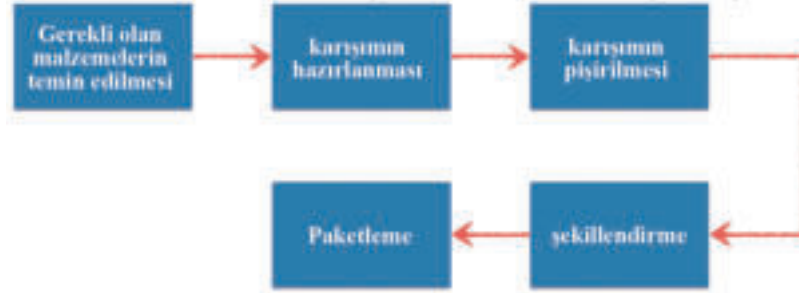 Gerekli olan
malzemelerin
temin edilmesi
karışımın
hazırlanması
karışımın
pişirilmesi
şekillendirme
Paketleme